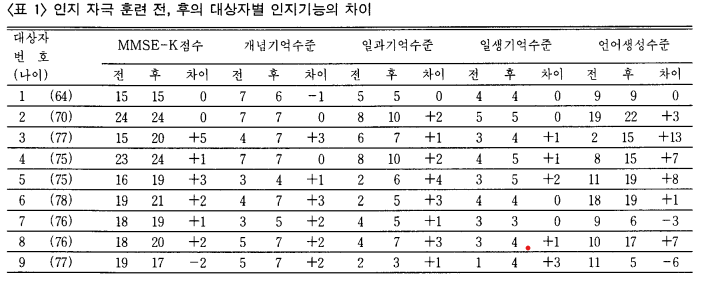 〈표 1〉 인지 자극 훈련 전, 후의 대상자별 인지기능의 차이
대상자 번 호 (나이) MMSE-K점수 개념기억수준 일과기억수준 일생기억수준 언어생성수준
전 후 차이 전 후 차이 전 후 차이 전 후 차이 전 후 차이
1 (64) 15 15 0 7 6 -1 5 5 0 4 4 0 9 9 0
2 (70) 24 24 0 7 7 0 8 10 +2 5 5 0 19 22 +3
3 (77) 15 20 +5 4 7 +3 6 7 +1 3 4 +1 2 15 +13
4 (75) 23 24 +1 7 7 0 8 10 +2 4 5 +1 8 15 +7
5 (75) 16 19 +3 3 4 +1 2 6 +4 3 5 +2 11 19 +8
6 (78) 19 21 +2 4 7 +3 2 5 +3 4 4 0 18 19 +1
7 (76) 18 19 +1 3 5 +2 4 5 +1 3 3 0 9 6 -3
8 (76) 18 20 +2 5 7 +2 4 7 +3 3 4 +1 10 17 +7
9 (77) 19 17 -2 5 7 +2 2 3 +1 1 4 +3 11 5 -6